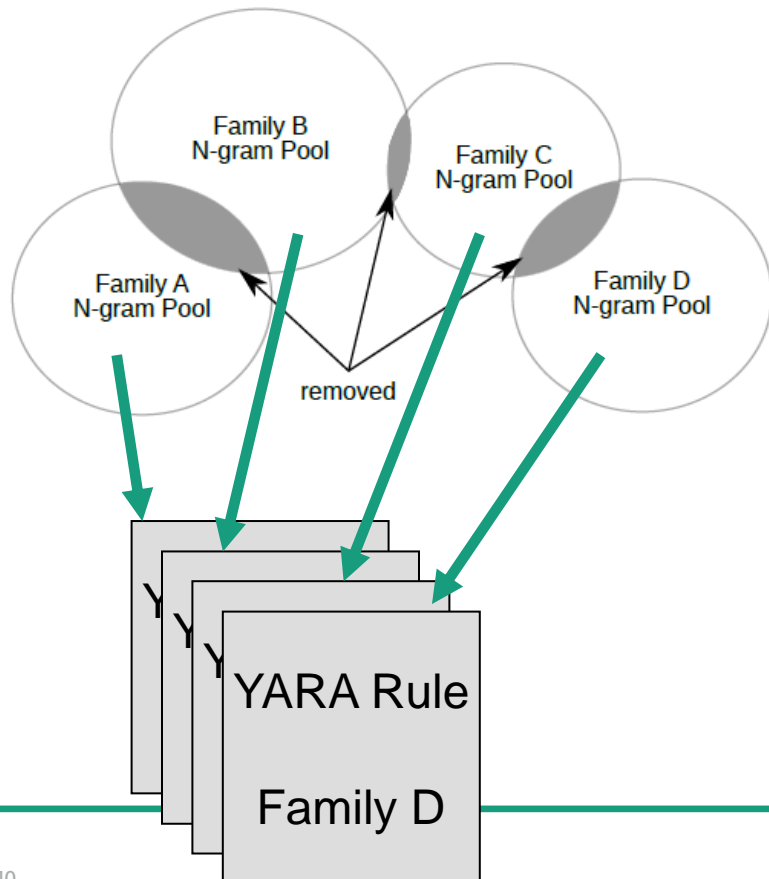 Family B
N-gram Pool
Family C
N-gram Pool
Family A
N-gram Pool
Family D
N-gram Pool
removed
Y
Y
Y
YARA Rule
Family D